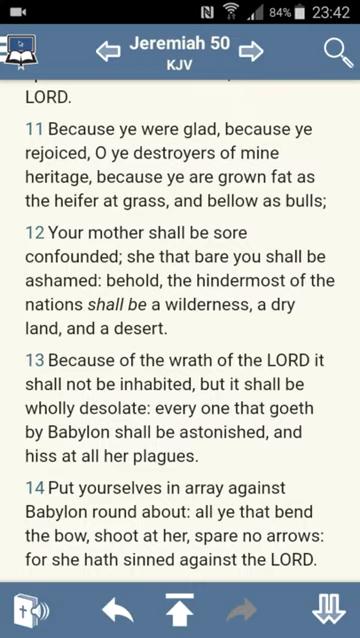 84% 23:42
Jeremiah 50
KJV
LORD.
11 Because ye were glad, because ye
rejoiced, O ye destroyers of mine
heritage, because ye are grown fat as
the heifer at grass, and bellow as bulls;
12 Your mother shall be sore
confounded; she that bare you shall be
ashamed: behold, the hindermost of the
nations shall be a wilderness, a dry
land, and a desert.
13 Because of the wrath of the LORD it
shall not be inhabited, but it shall be
wholly desolate: every one that goeth
by Babylon shall be astonished, and
hiss at all her plagues.
14 Put yourselves in array against
Babylon round about: all ye that bend
the bow, shoot at her, spare no arrows:
for she hath sinned against the LORD.